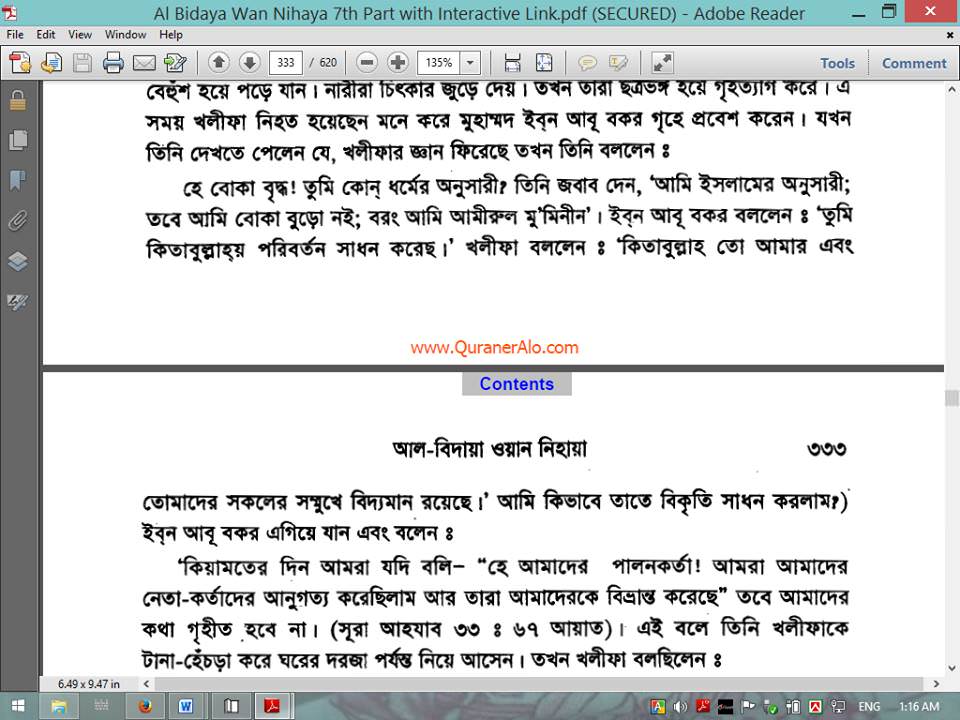 Al Bidaya Wan Nihaya 7th Part with Interactive Link.pdf (SECURED) - Adobe Reader
File Edit View Window Help
333 / 620 135% Tools Comment
বেহুঁশ হয়ে পড়ে যান। নারীরা চিৎকার জুড়ে দেয়। তখন তারা ছত্রভঙ্গ হয়ে গৃহত্যাগ করে। এ
সময় খলীফা নিহত হয়েছেন মনে করে মুহাম্মদ ইব্‌ন আবূ বকর গৃহে প্রবেশ করেন। যখন
তিনি দেখতে পেলেন যে, খলীফার জ্ঞান ফিরেছে তখন তিনি বললেন ঃ
হে বোকা বৃদ্ধ! তুমি কোন্ ধর্মের অনুসারী? তিনি জবাব দেন, ‘আমি ইসলামের অনুসারী;
তবে আমি বোকা বুড়ো নই; বরং আমি আমীরুল মু’মিনীন’। ইব্‌ন আবূ বকর বললেন ঃ ‘তুমি
কিতাবুল্লাহ্‌য় পরিবর্তন সাধন করেছ।’ খলীফা বললেন ঃ ‘কিতাবুল্লাহ তো আমার এবং
www.QuranerAlo.com
Contents
আল-বিদায়া ওয়ান নিহায়া ৩৩৩
তোমাদের সকলের সম্মুখে বিদ্যমান রয়েছে।’ আমি কিভাবে তাতে বিকৃতি সাধন করলাম?)
ইব্‌ন আবূ বকর এগিয়ে যান এবং বলেন ঃ
‘কিয়ামতের দিন আমরা যদি বলি– “হে আমাদের পালনকর্তা! আমরা আমাদের
নেতা-কর্তাদের আনুগত্য করেছিলাম আর তারা আমাদেরকে বিভ্রান্ত করেছে” তবে আমাদের
কথা গৃহীত হবে না। (সূরা আহযাব ৩৩ ঃ ৬৭ আয়াত)। এই বলে তিনি খলীফাকে
টানা-হেঁচড়া করে ঘরের দরজা পর্যন্ত নিয়ে আসেন। তখন খলীফা বলছিলেন ঃ
6.49 x 9.47 in
ENG 1:16 AM